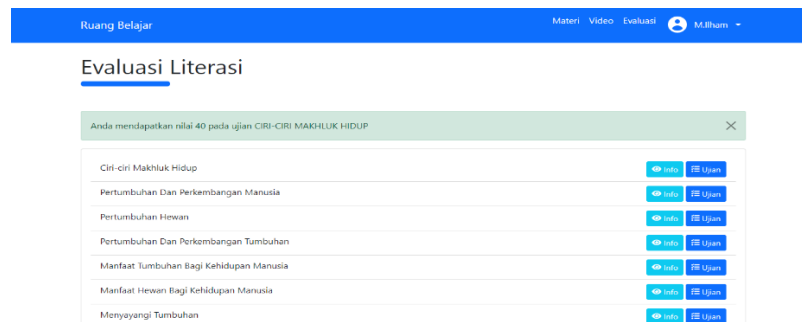 Ruang Belajar Materi Video Evaluasi M.Ilham
Evaluasi Literasi
Anda mendapatkan nilai 40 pada ujian CIRI-CIRI MAKHLUK HIDUP
Ciri-ciri Makhluk Hidup Info Ujian
Pertumbuhan Dan Perkembangan Manusia Info Ujian
Pertumbuhan Hewan Info Ujian
Pertumbuhan Dan Perkembangan Tumbuhan Info Ujian
Manfaat Tumbuhan Bagi Kehidupan Manusia Info Ujian
Manfaat Hewan Bagi Kehidupan Manusia Info Ujian
Menyayangi Tumbuhan Info Ujian